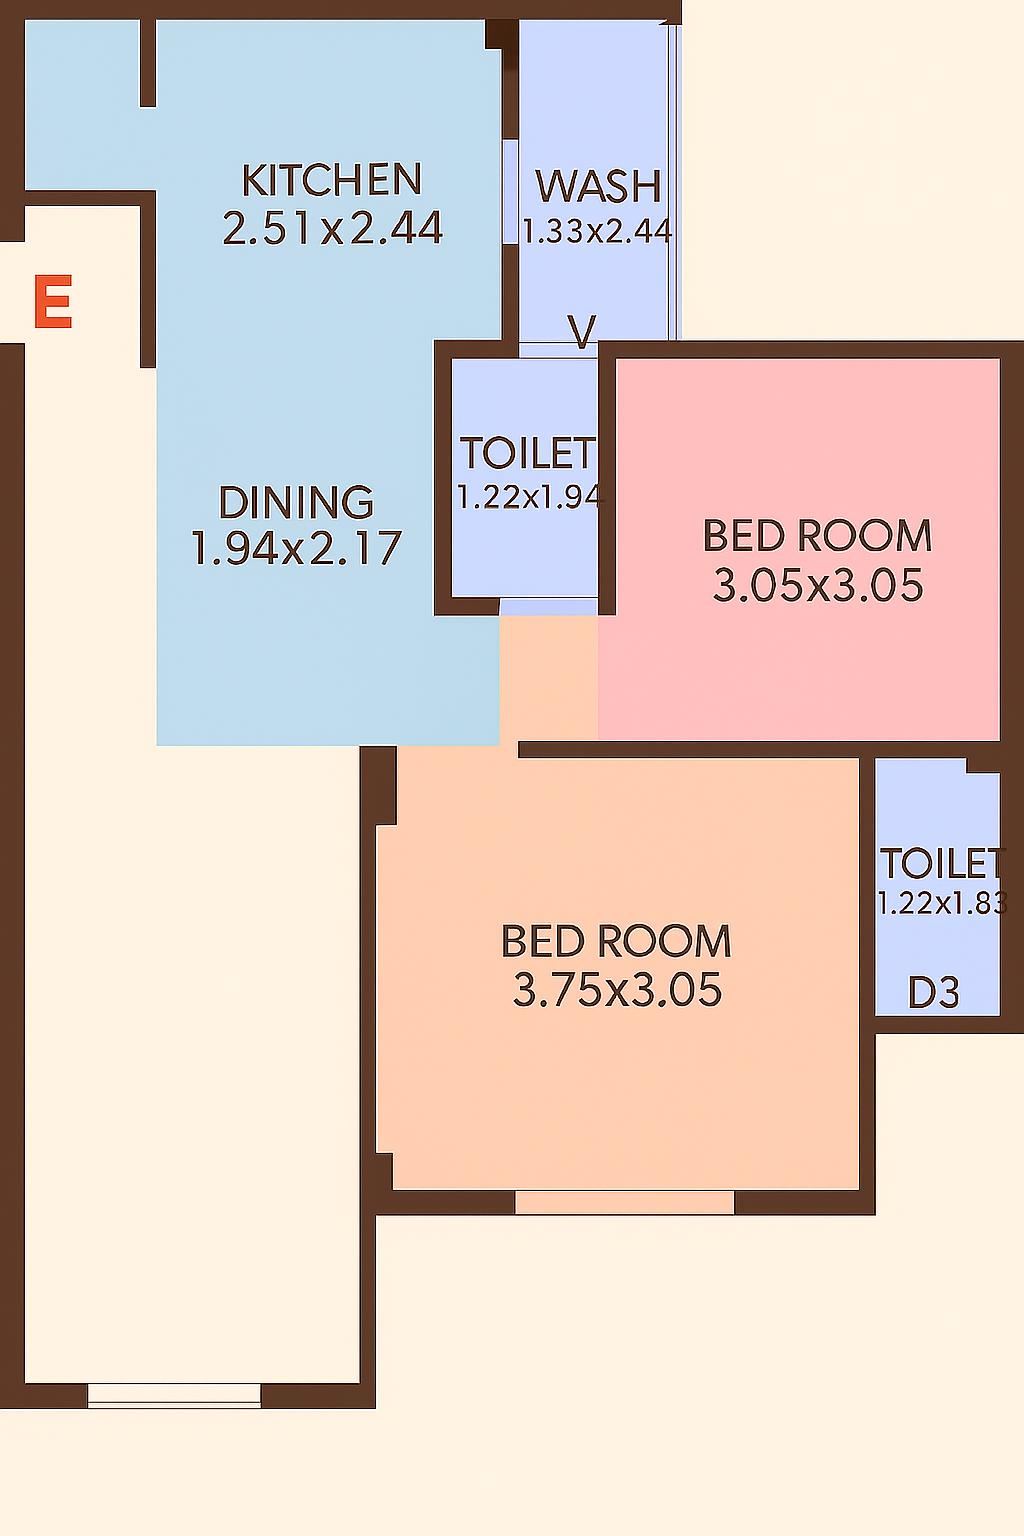 KITCHEN
2.51x2.44
WASH
1.33x2.44
E
V
TOILET
1.22x1.94
DINING
1.94x2.17
BED ROOM
3.05x3.05
TOILET
1.22x1.83
BED ROOM
3.75x3.05
D3